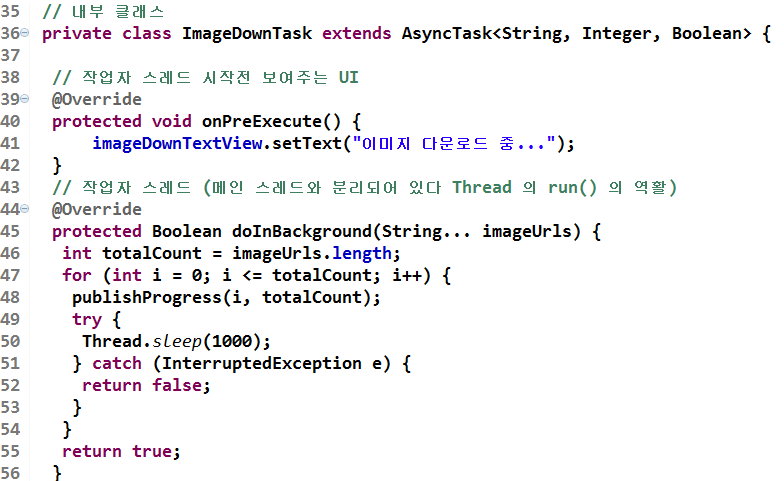 35 // 내부 클래스
36 private class ImageDownTask extends AsyncTask<String, Integer, Boolean> {
37
38 // 작업자 스레드 시작전 보여주는 UI
39 @Override
40 protected void onPreExecute() {
41 imageDownTextView.setText("이미지 다운로드 중...");
42 }
43 // 작업자 스레드 (메인 스레드와 분리되어 있다 Thread 의 run() 의 역활)
44 @Override
45 protected Boolean doInBackground(String... imageUrls) {
46 int totalCount = imageUrls.length;
47 for (int i = 0; i <= totalCount; i++) {
48 publishProgress(i, totalCount);
49 try {
50 Thread.sleep(1000);
51 } catch (InterruptedException e) {
52 return false;
53 }
54 }
55 return true;
56 }